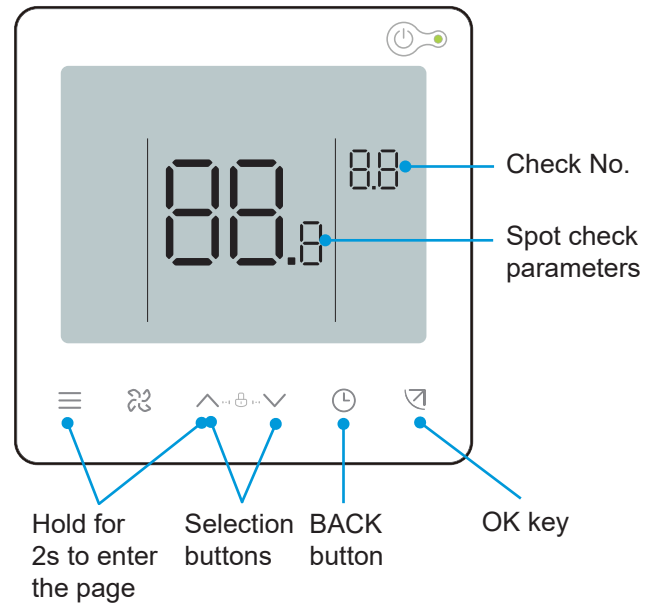 88.8
8.8
Check No.
Spot check
parameters
Hold for
2s to enter
the page
Selection
buttons
BACK
button
OK key